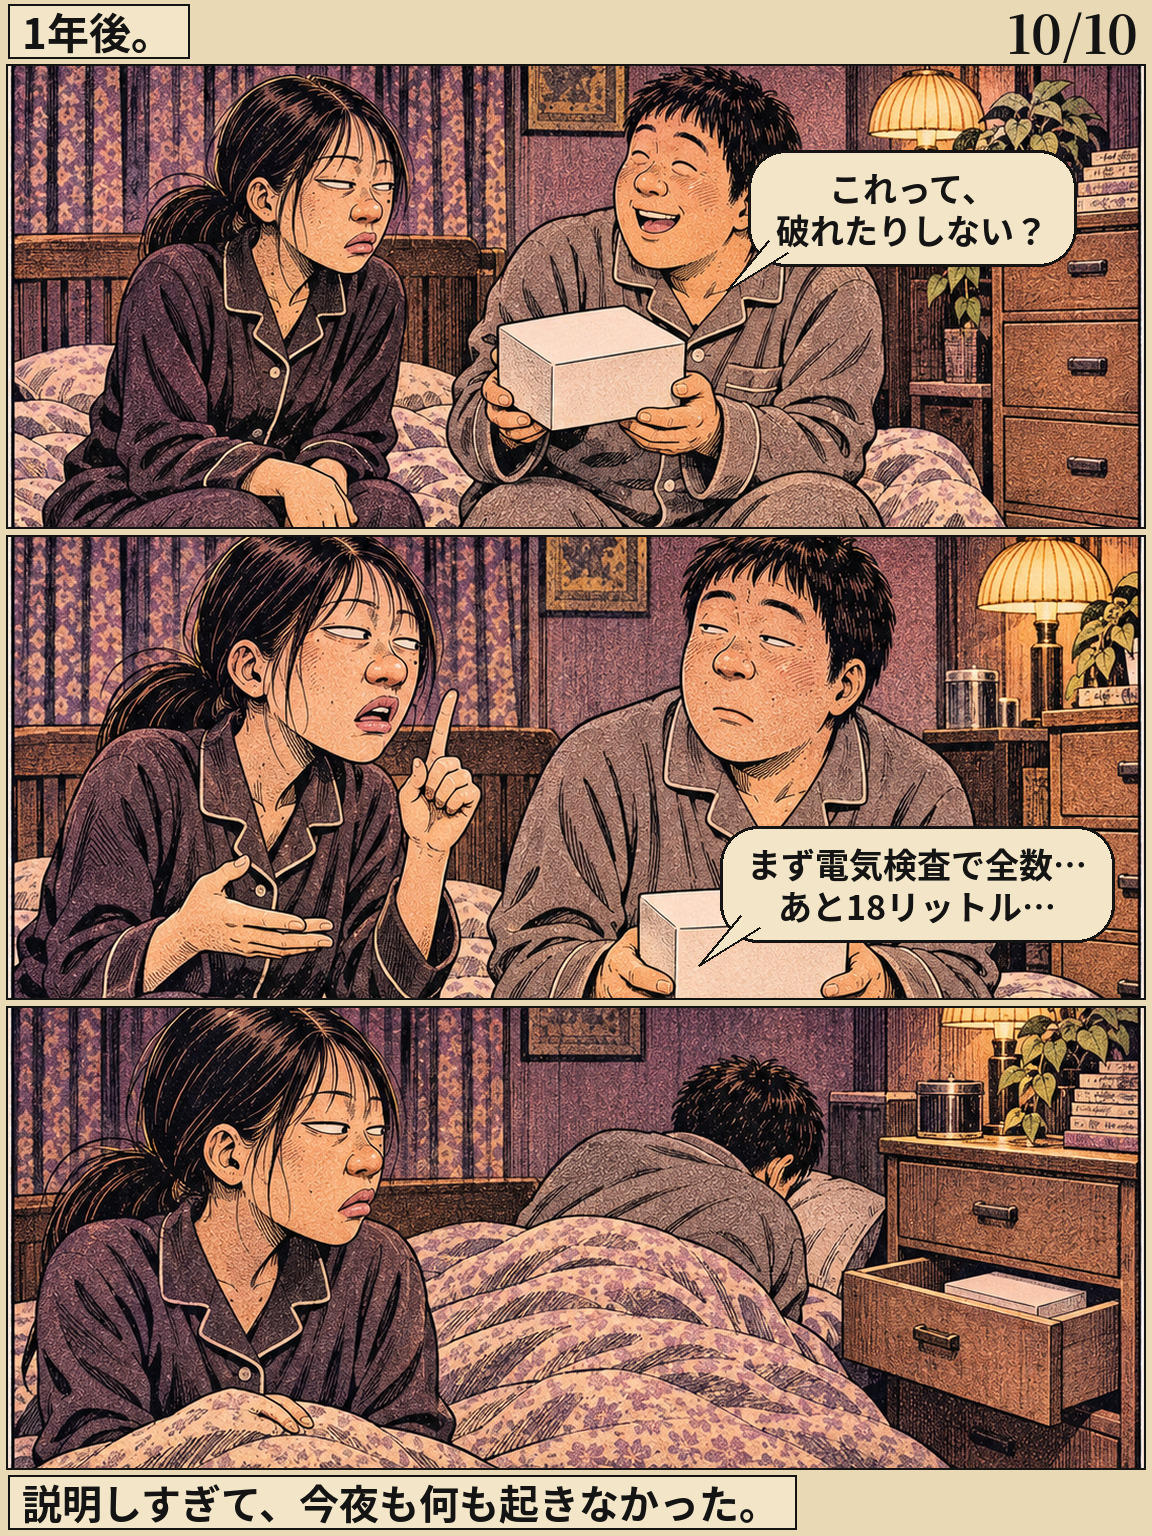 1年後。
10/10
これって、
破れたりしない？
まず電気検査で全数…
あと18リットル…
説明しすぎて、今夜も何も起きなかった。